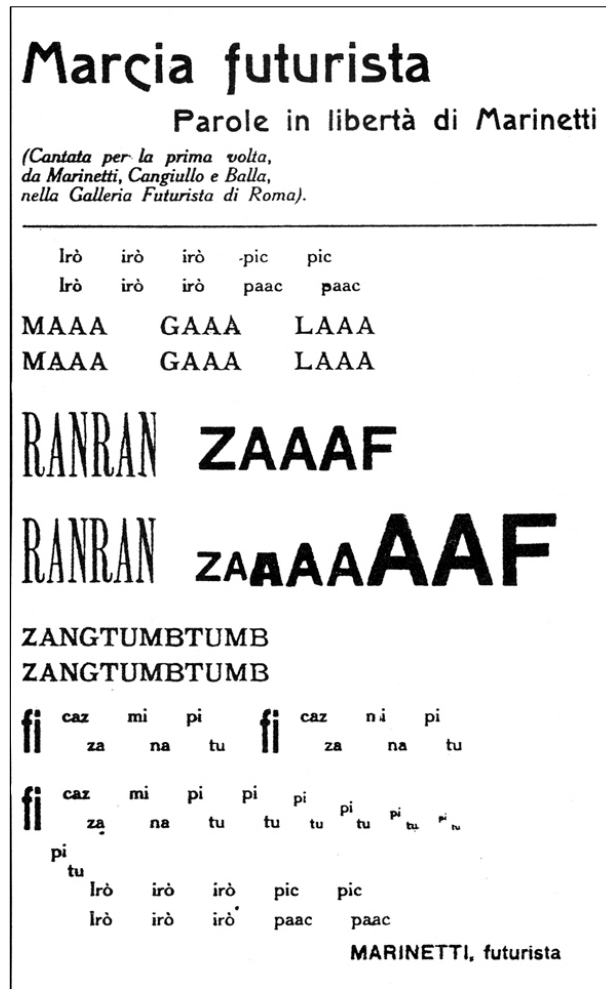 Marcia futurista
Parole in libertà di Marinetti
(Cantata per la prima volta,
da Marinetti, Cangiullo e Balla,
nella Galleria Futurista di Roma).
Irò irò irò pic pic
Irò irò irò paac paac
MAAA GAAA LAAA
MAAA GAAA LAAA
RANRAN ZAAAF
RANRAN ZAAAAAAF
ZANGTUMBTUMB
ZANGTUMBTUMB
fi caz mi pi fi caz mi pi
za na tu za na tu
fi caz mi pi pi pi pi pi pi
za na tu tu tu tu tu tu
pi
tu
Irò irò irò pic pic
Irò irò irò paac paac
MARINETTI, futurista